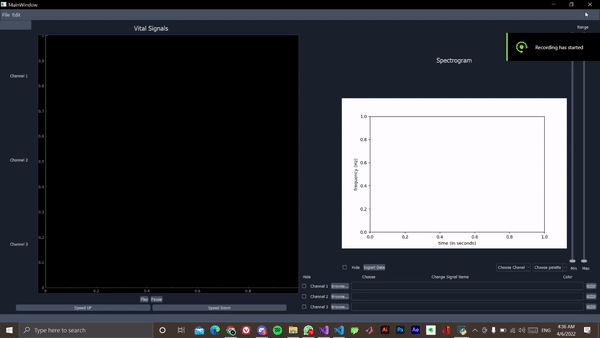 MainWindow
File Edit
Vital Signals
Range
Recording has started
Spectrogram
Channel 1
Channel 2
Channel 3
1
0.9
0.8
0.7
0.6
0.5
0.4
0.3
0.2
0.1
0
0 0.2 0.4 0.6 0.8
1.0
0.8
0.6
0.4
0.2
0.0
frequency (Hz)
0.0 0.2 0.4 0.6 0.8 1.0
time (in seconds)
Hide Export Data Choose Chanel Choose palette Min Max
Hide Choose Change Signal Name Color
Channel 1 Browse...
Channel 2 Browse...
Channel 3 Browse...
Play Pause
Speed UP Speed Down
Type here to search
ENG
4:36 AM
4/6/2022